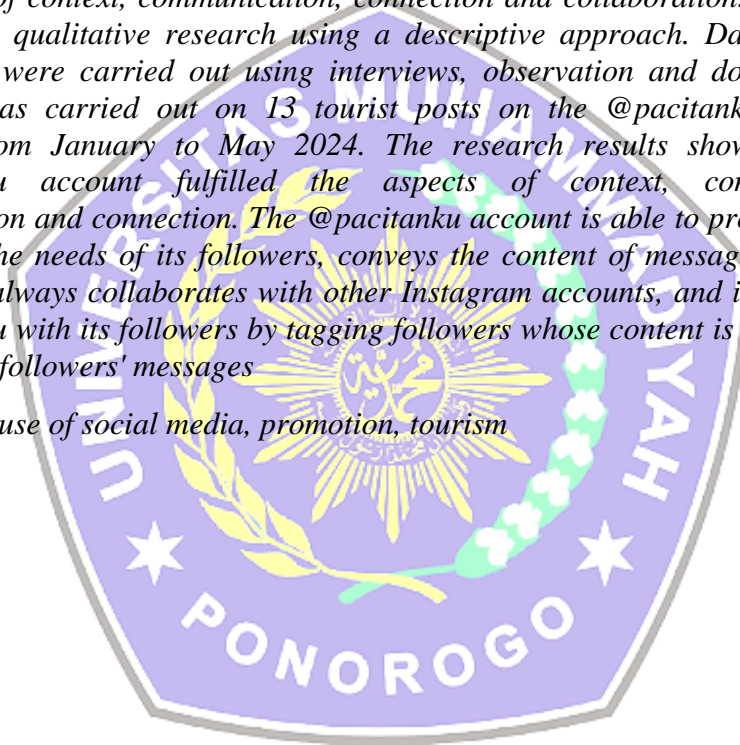 of context, communication, connection and collaboration.
qualitative research using a descriptive approach. Da
were carried out using interviews, observation and do
as carried out on 13 tourist posts on the @pacitank
om January to May 2024. The research results show
u account fulfilled the aspects of context, con
on and connection. The @pacitanku account is able to pr
he needs of its followers, conveys the content of messag
always collaborates with other Instagram accounts, and i
u with its followers by tagging followers whose content is
followers' messages
use of social media, promotion, tourism
UNIVERSITAS MUHAMMADIYAH
PONOROGO